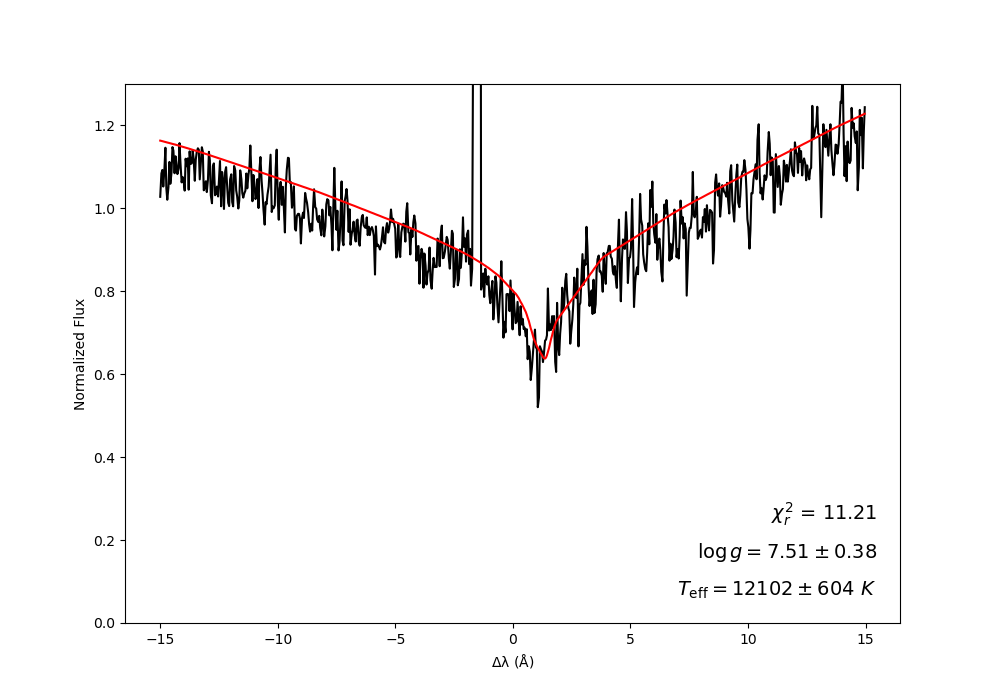 1.2
1.0
0.8
0.6
0.4
0.2
0.0
Normalized Flux
χ²ᵣ = 11.21
log g = 7.51 ± 0.38
T_eff = 12102 ± 604 K
−15 −10 −5 0 5 10 15
Δλ (Å)